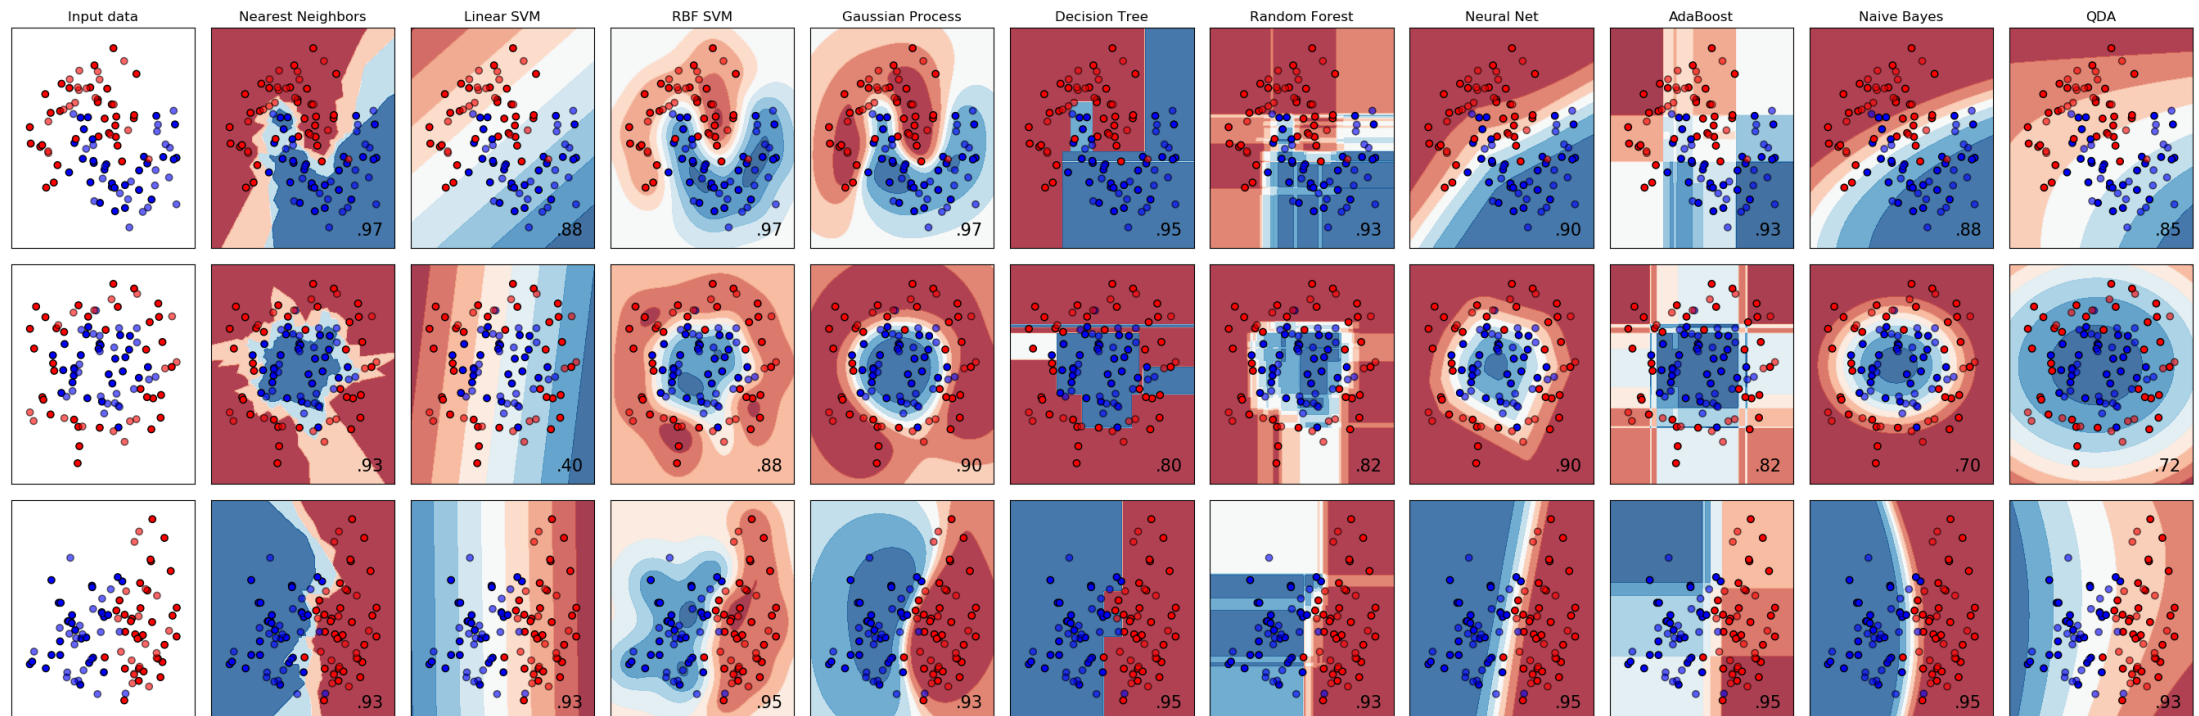 Input data Nearest Neighbors Linear SVM RBF SVM Gaussian Process Decision Tree Random Forest Neural Net AdaBoost Naive Bayes QDA
.97 .88 .97 .97 .95 .93 .90 .93 .88 .85
.93 .40 .88 .90 .80 .82 .90 .82 .70 .72
.93 .93 .95 .93 .95 .93 .95 .95 .95 .93